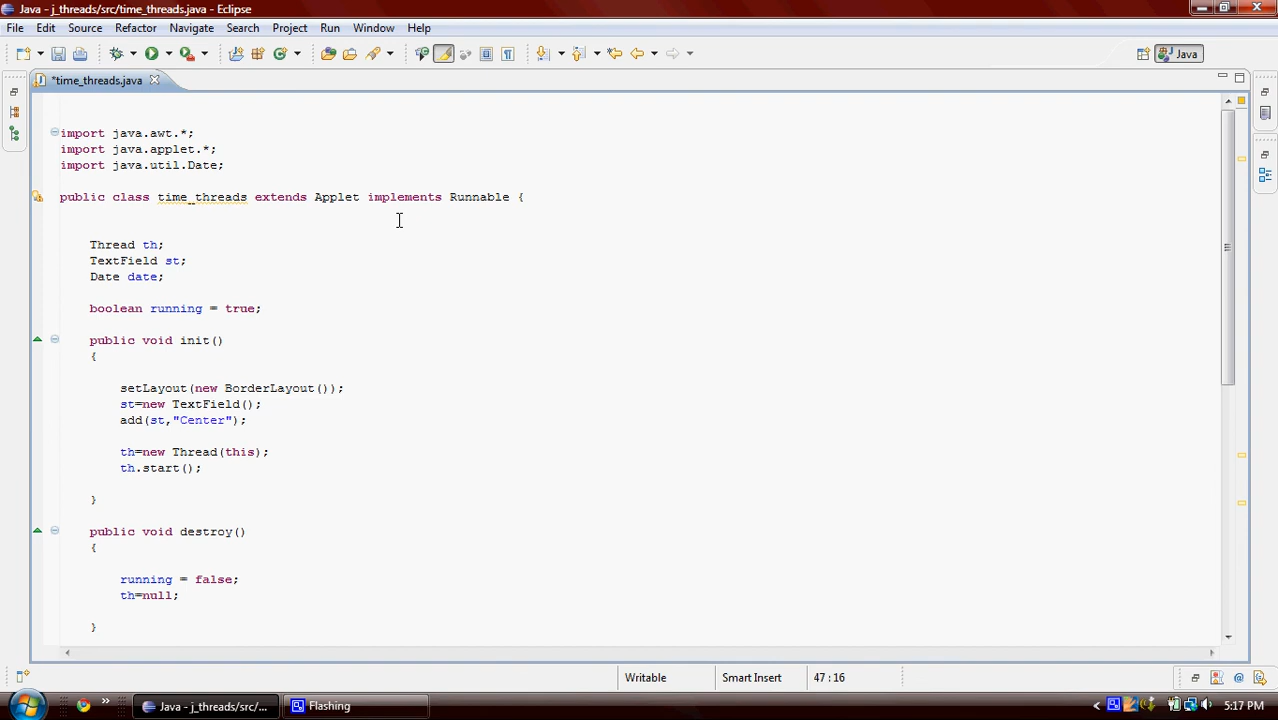 Java - j_threads/src/time_threads.java - Eclipse
File Edit Source Refactor Navigate Search Project Run Window Help
Java
*time_threads.java
import java.awt.*;
import java.applet.*;
import java.util.Date;
public class time_threads extends Applet implements Runnable {
Thread th;
TextField st;
Date date;
boolean running = true;
public void init()
{
setLayout(new BorderLayout());
st=new TextField();
add(st,"Center");
th=new Thread(this);
th.start();
}
public void destroy()
{
running = false;
th=null;
}
Writable Smart Insert 47 : 16
Java - j_threads/src/... Flashing 5:17 PM